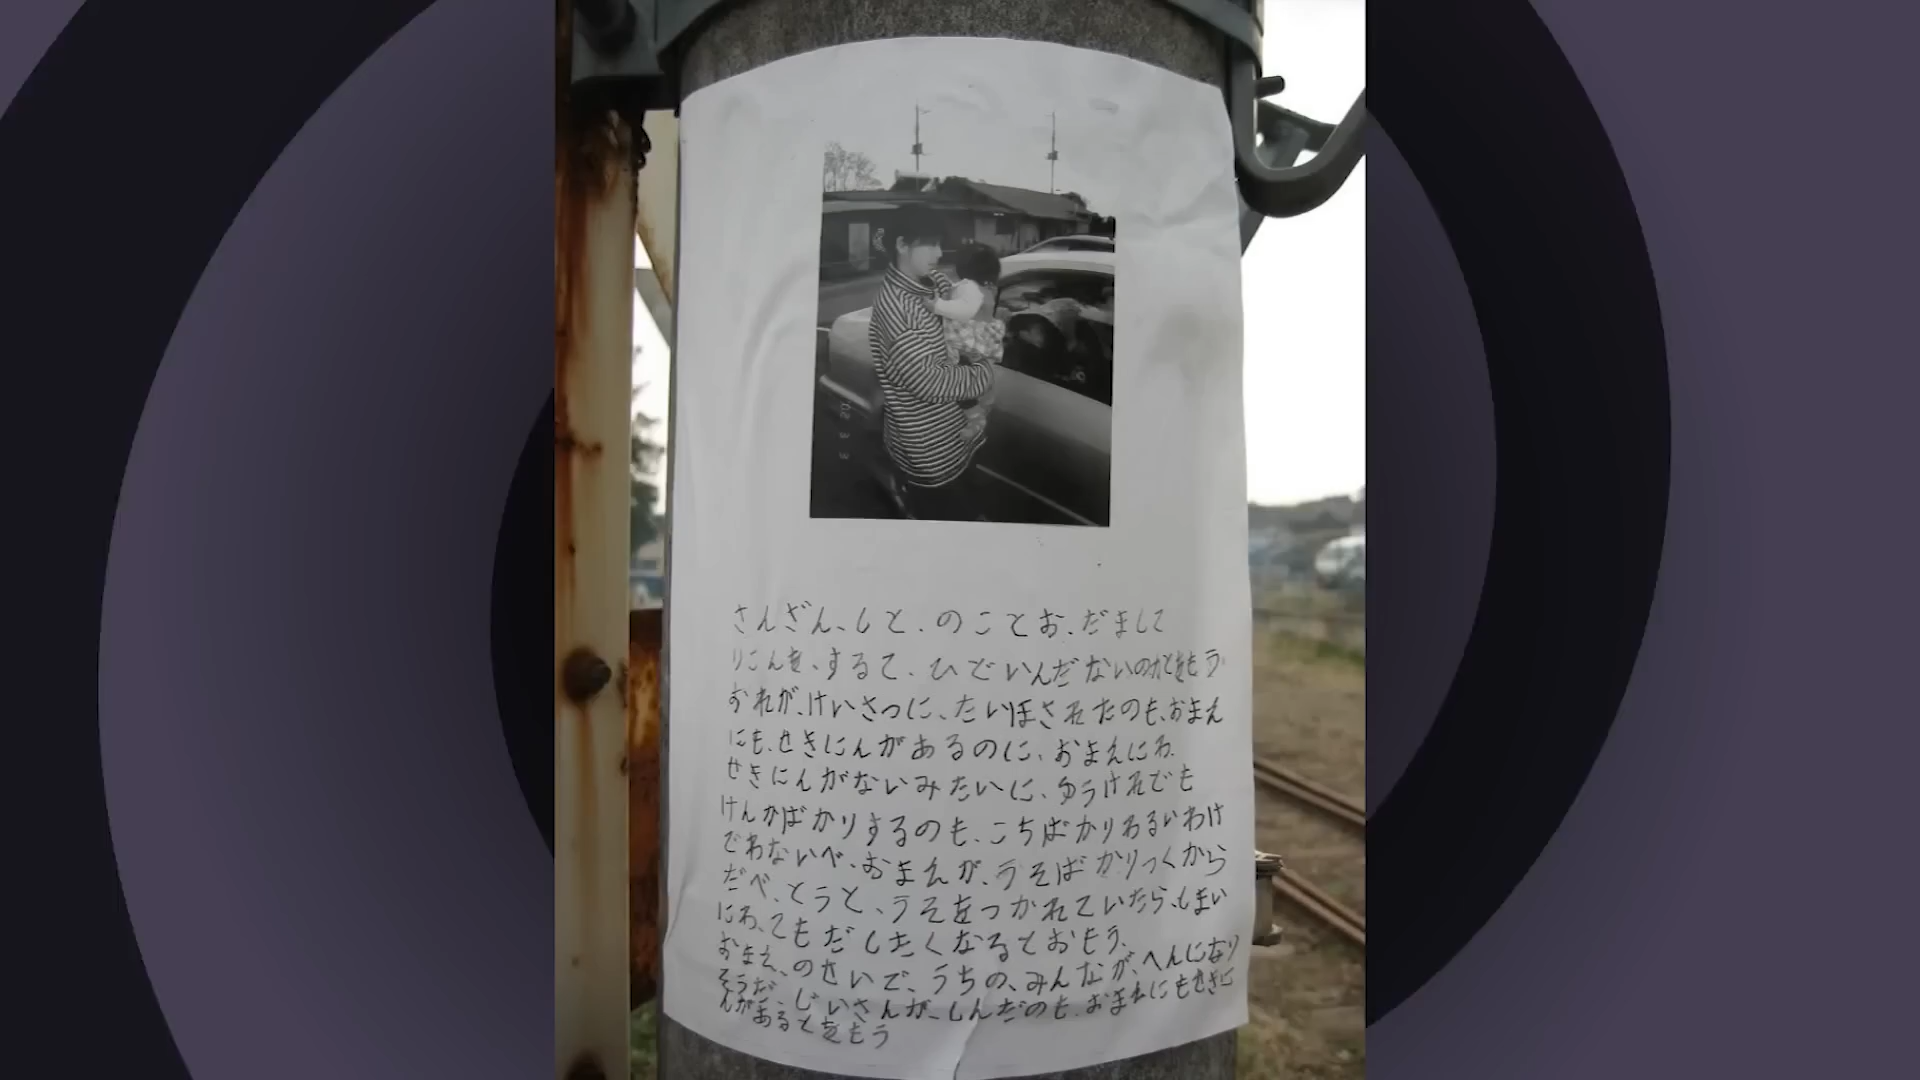 さんざん、しと、のことお、だまして
りこんを、するて、ひどいんだないのかとをもう
おれが、けいさつに、たいほされたのも、おまえ
にも、せきにんがあるのに、おまえにわ
せきにんがないみたいに、ゆうけれども
けんかばかりするのも、こちばかりわるいわけ
でわないべ、おまえが、うそばかりつくから
だべ、とうと、うそをつかれていたら、しまい
にわ、てもだしたくなるとおもう、
おまえ、のせいで、うちの、みんなが、へんになり
そうだ、じいさんが、しんだのも、おまえにもせきに
んがあるとをもう